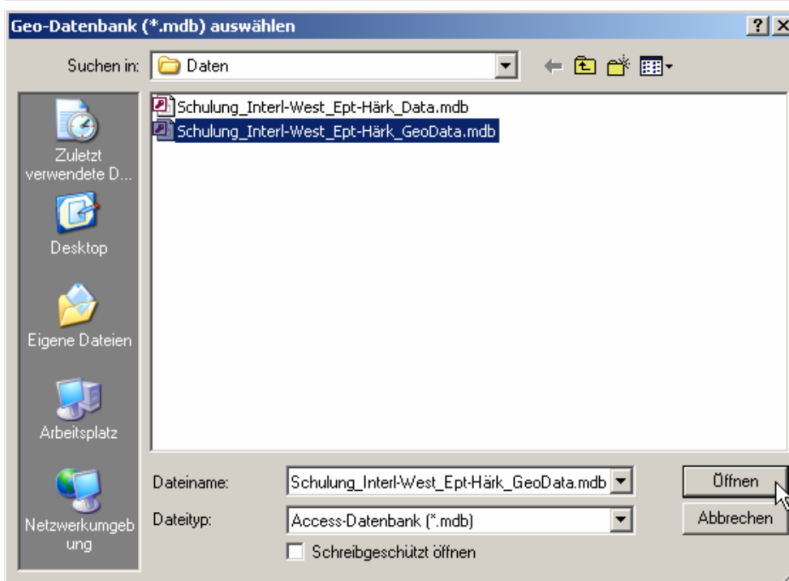 Geo-Datenbank (*.mdb) auswählen
Suchen in:
Daten
Schulung_Interl-West_Ept-Härk_Data.mdb
Schulung_Interl-West_Ept-Härk_GeoData.mdb
Zuletzt
verwendete D...
Desktop
Eigene Dateien
Arbeitsplatz
Netzwerkumgeb
ung
Dateiname:
Schulung_Interl-West_Ept-Härk_GeoData.mdb
Öffnen
Dateityp:
Access-Datenbank (*.mdb)
Abbrechen
Schreibgeschützt öffnen